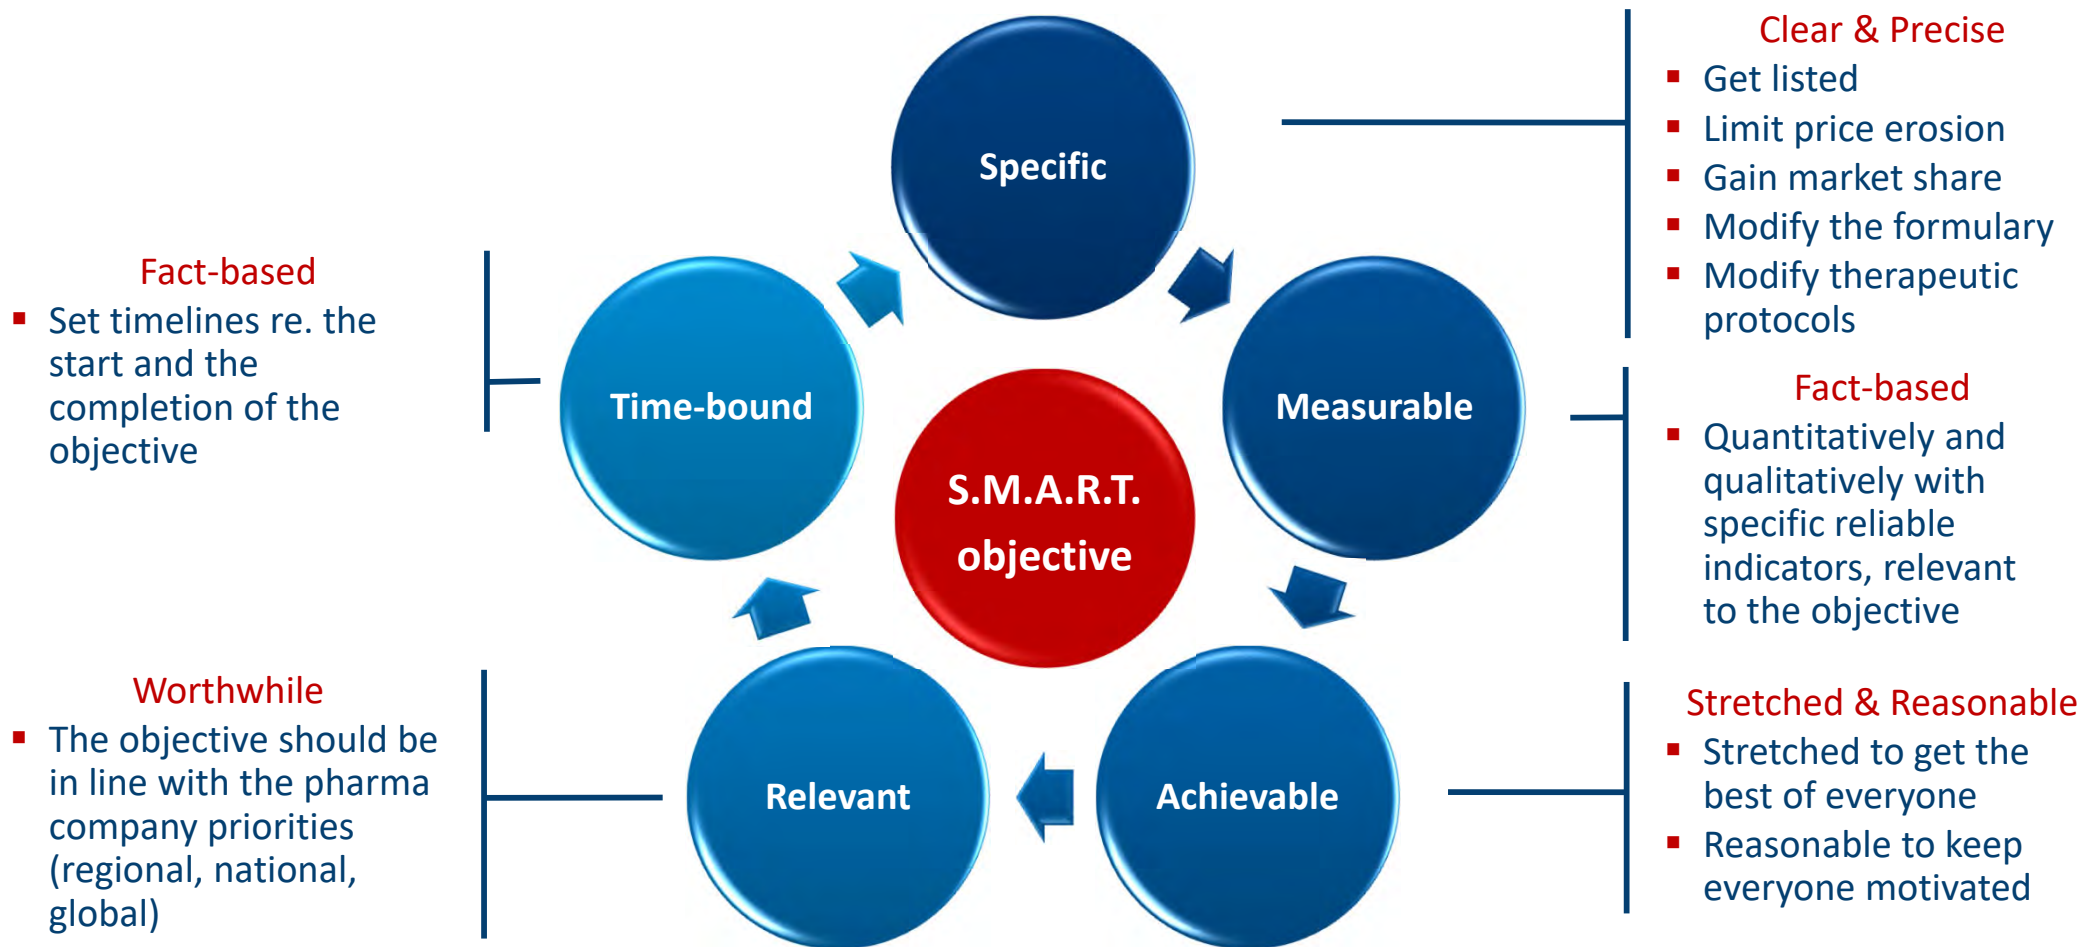 Specific
Clear & Precise
▪ Get listed
▪ Limit price erosion
▪ Gain market share
▪ Modify the formulary
▪ Modify therapeutic
protocols
Measurable
Fact-based
▪ Quantitatively and
qualitatively with
specific reliable
indicators, relevant
to the objective
Achievable
Stretched & Reasonable
▪ Stretched to get the
best of everyone
▪ Reasonable to keep
everyone motivated
Relevant
Worthwhile
▪ The objective should be
in line with the pharma
company priorities
(regional, national,
global)
Time-bound
Fact-based
▪ Set timelines re. the
start and the
completion of the
objective
S.M.A.R.T.
objective